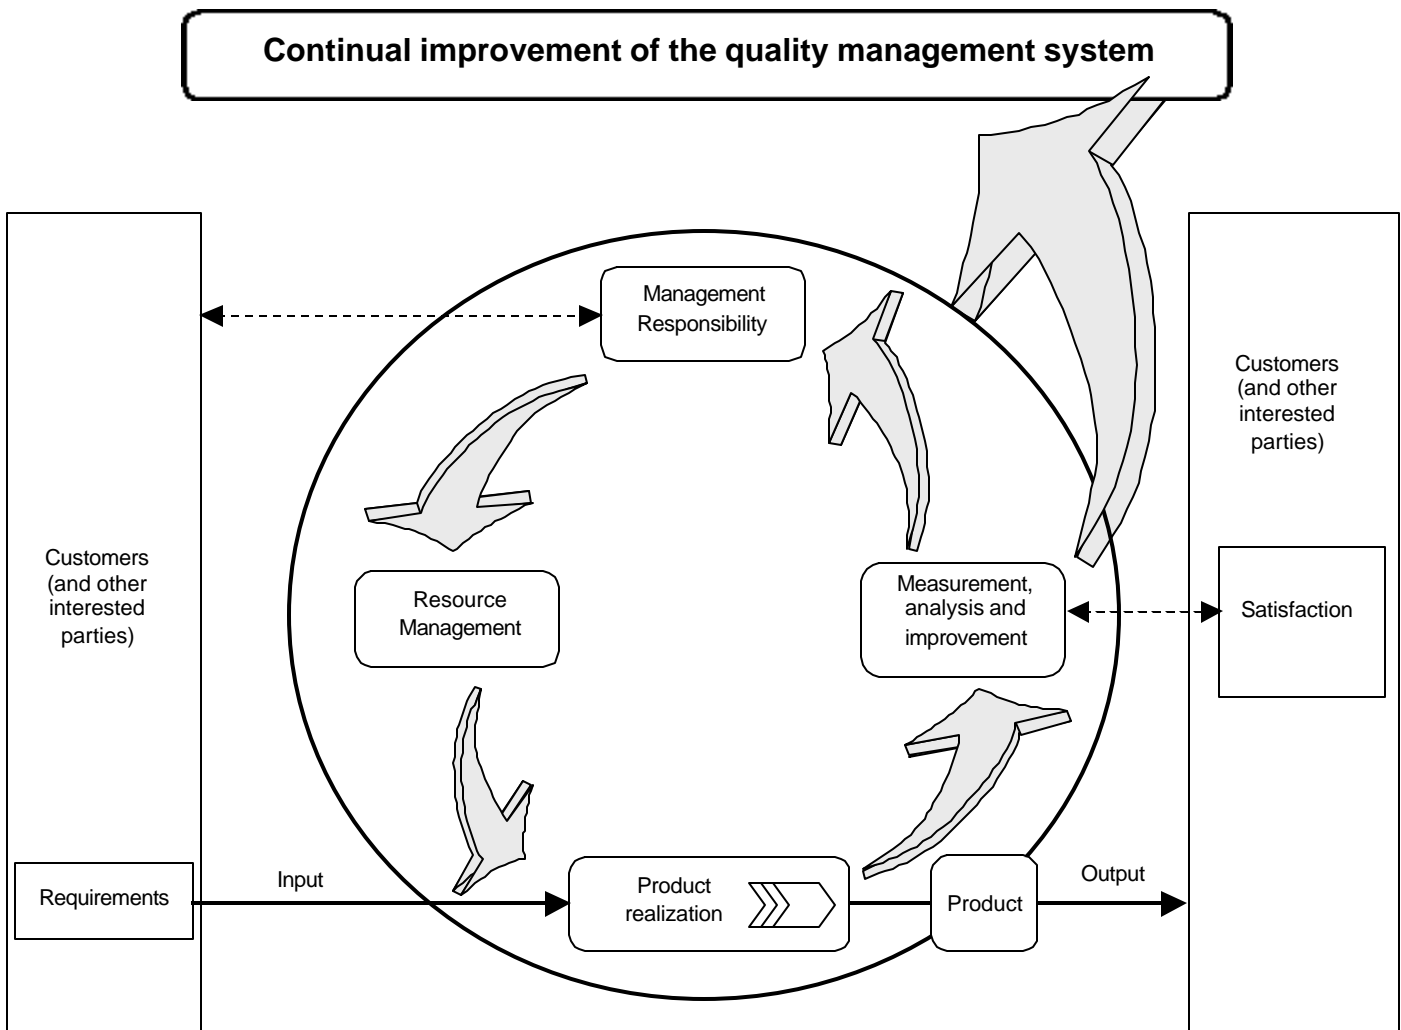 Continual improvement of the quality management system
Management
Responsibility
Customers
(and other
interested
parties)
Customers
(and other
interested
parties)
Resource
Management
Measurement,
analysis and
improvement
Satisfaction
Requirements
Input
Product
realization
Product
Output